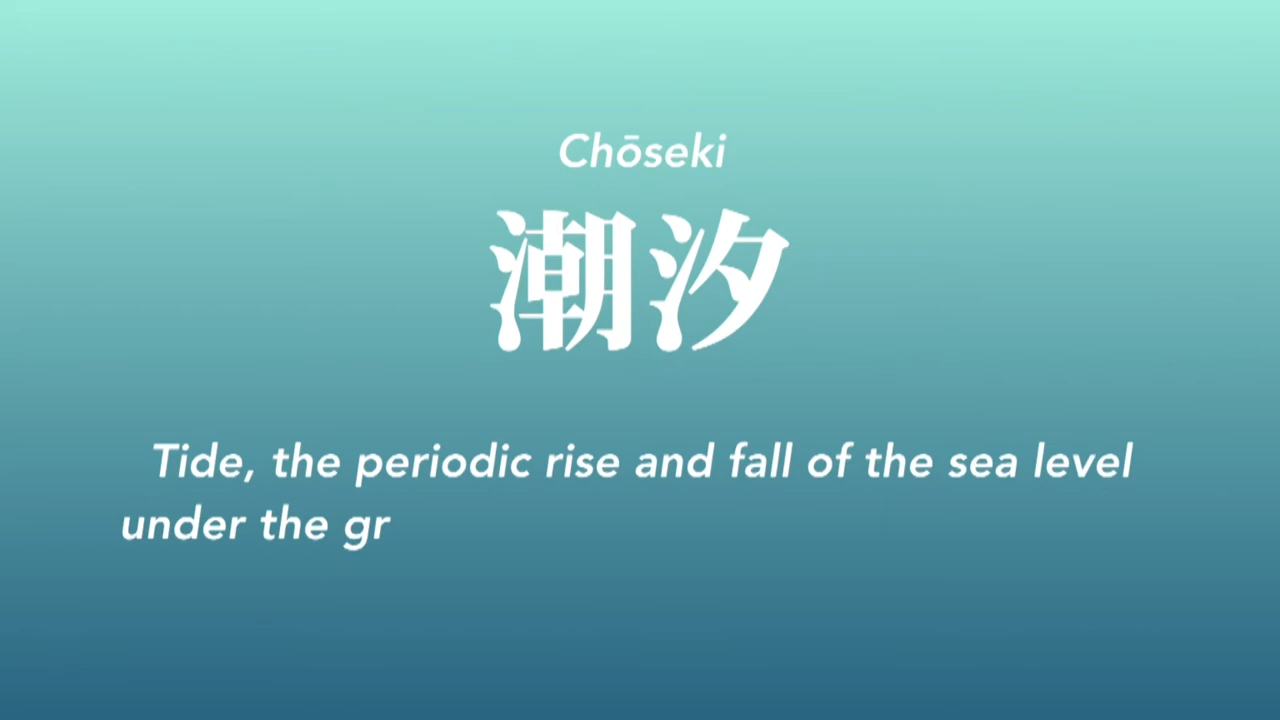 Chōseki
潮汐
Tide, the periodic rise and fall of the sea level
under the gr